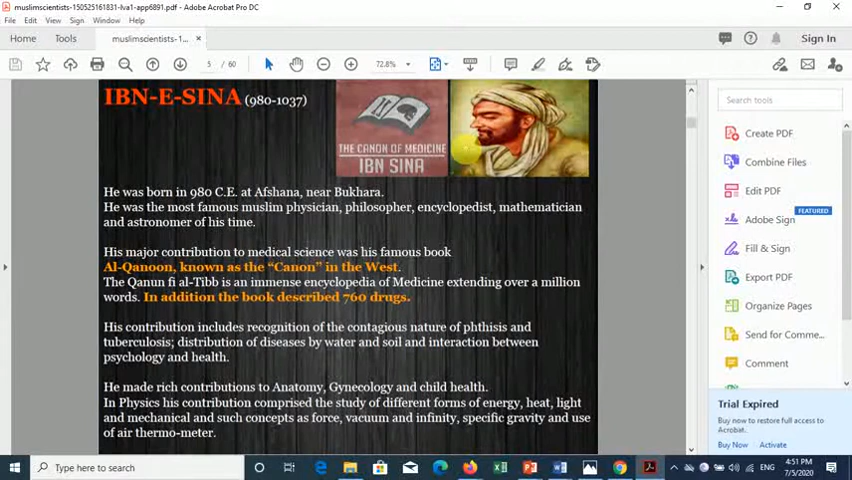 muslimscientists-150525161801-lva1-app6891.pdf - Adobe Acrobat Pro DC
File Edit View Sign Window Help
Home Tools muslimscientists-1... × Sign In
/ 60 72.8%
IBN-E-SINA (980-1037)
THE CANON OF MEDICINE
IBN SINA
He was born in 980 C.E. at Afshana, near Bukhara.
He was the most famous muslim physician, philosopher, encyclopedist, mathematician
and astronomer of his time.
His major contribution to medical science was his famous book
Al-Qanoon, known as the “Canon” in the West.
The Qanun fi al-Tibb is an immense encyclopedia of Medicine extending over a million
words. In addition the book described 760 drugs.
His contribution includes recognition of the contagious nature of phthisis and
tuberculosis; distribution of diseases by water and soil and interaction between
psychology and health.
He made rich contributions to Anatomy, Gynecology and child health.
In Physics his contribution comprised the study of different forms of energy, heat, light
and mechanical and such concepts as force, vacuum and infinity, specific gravity and use
of air thermo-meter.
Search tools
Create PDF
Combine Files
Edit PDF
Adobe Sign FEATURED
Fill & Sign
Export PDF
Organize Pages
Send for Comme...
Comment
Trial Expired
Buy now to restore full access to
Acrobat.
Buy Now Activate
Type here to search
ENG
4:51 PM
7/5/2020